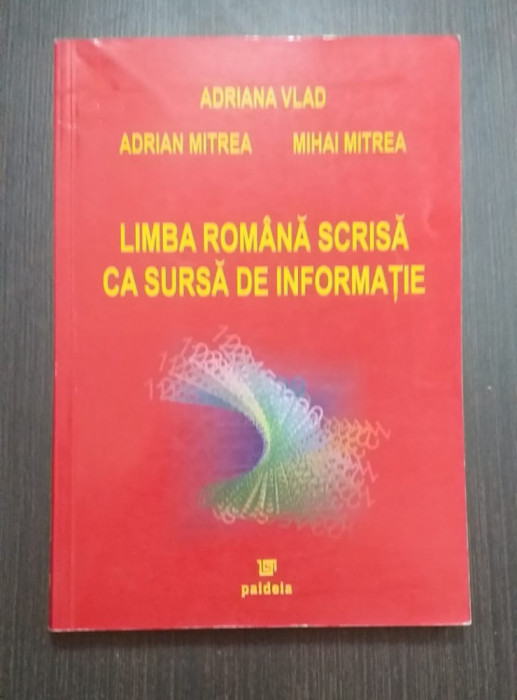 ADRIANA VLAD
ADRIAN MITREA MIHAI MITREA
LIMBA ROMÂNĂ SCRISĂ
CA SURSĂ DE INFORMAȚIE
paideia